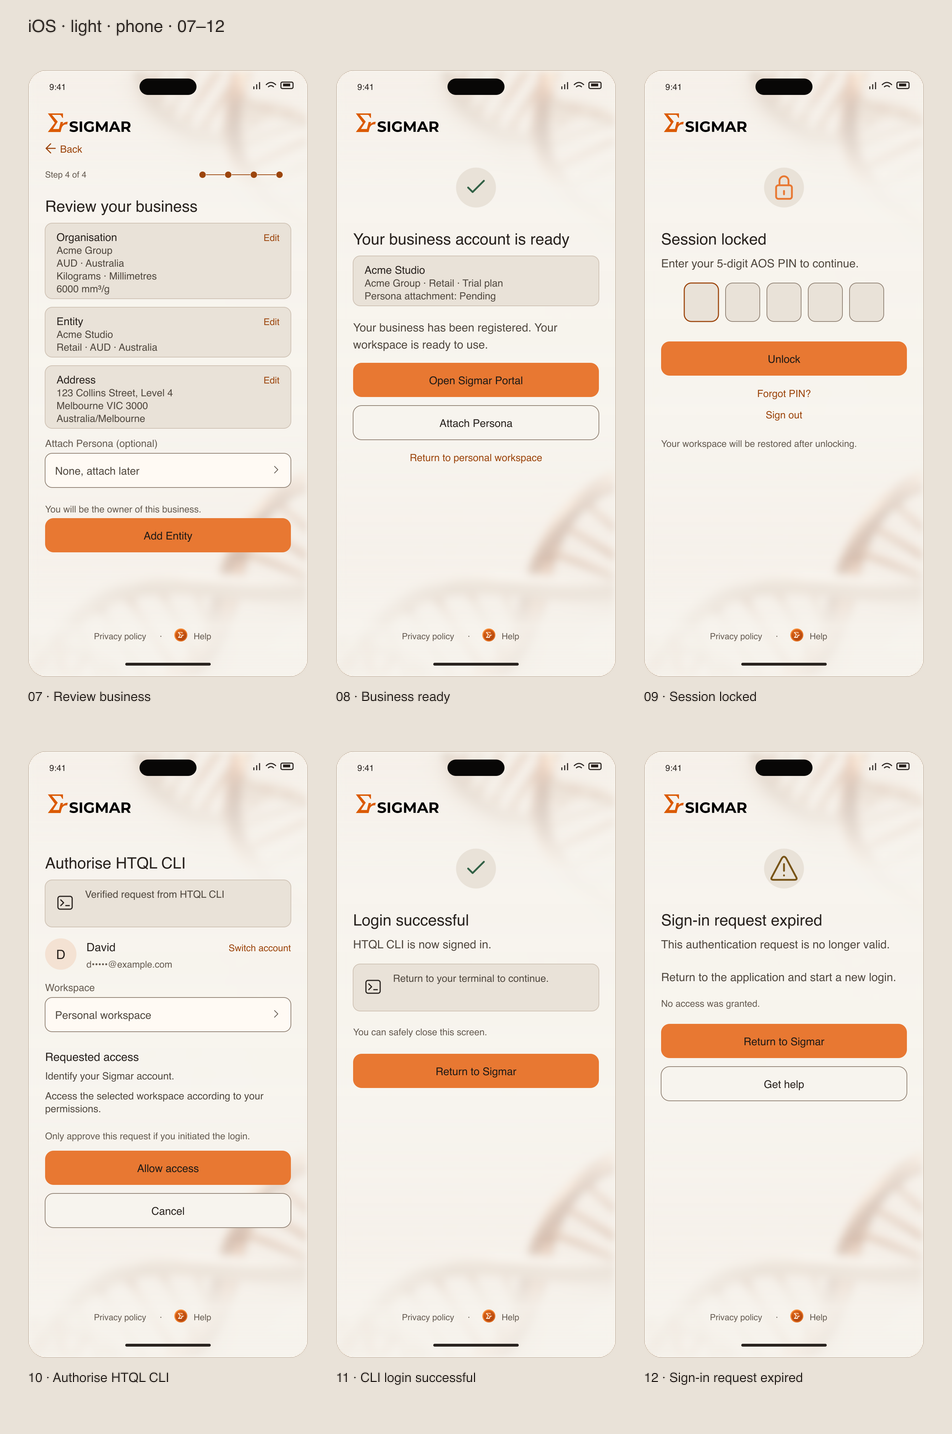 iOS · light · phone · 07–12
9:41
SIGMAR
Back
Step 4 of 4
Review your business
Organisation
Edit
Acme Group
AUD · Australia
Kilograms · Millimetres
6000 mm³/g
Entity
Edit
Acme Studio
Retail · AUD · Australia
Address
Edit
123 Collins Street, Level 4
Melbourne VIC 3000
Australia/Melbourne
Attach Persona (optional)
None, attach later
You will be the owner of this business.
Add Entity
Privacy policy · Help
07 · Review business
9:41
SIGMAR
Your business account is ready
Acme Studio
Acme Group · Retail · Trial plan
Persona attachment: Pending
Your business has been registered. Your
workspace is ready to use.
Open Sigmar Portal
Attach Persona
Return to personal workspace
Privacy policy · Help
08 · Business ready
9:41
SIGMAR
Session locked
Enter your 5-digit AOS PIN to continue.
Unlock
Forgot PIN?
Sign out
Your workspace will be restored after unlocking.
Privacy policy · Help
09 · Session locked
9:41
SIGMAR
Authorise HTQL CLI
Verified request from HTQL CLI
D
David
Switch account
d•••••@example.com
Workspace
Personal workspace
Requested access
Identify your Sigmar account.
Access the selected workspace according to your
permissions.
Only approve this request if you initiated the login.
Allow access
Cancel
Privacy policy · Help
10 · Authorise HTQL CLI
9:41
SIGMAR
Login successful
HTQL CLI is now signed in.
Return to your terminal to continue.
You can safely close this screen.
Return to Sigmar
Privacy policy · Help
11 · CLI login successful
9:41
SIGMAR
Sign-in request expired
This authentication request is no longer valid.
Return to the application and start a new login.
No access was granted.
Return to Sigmar
Get help
Privacy policy · Help
12 · Sign-in request expired